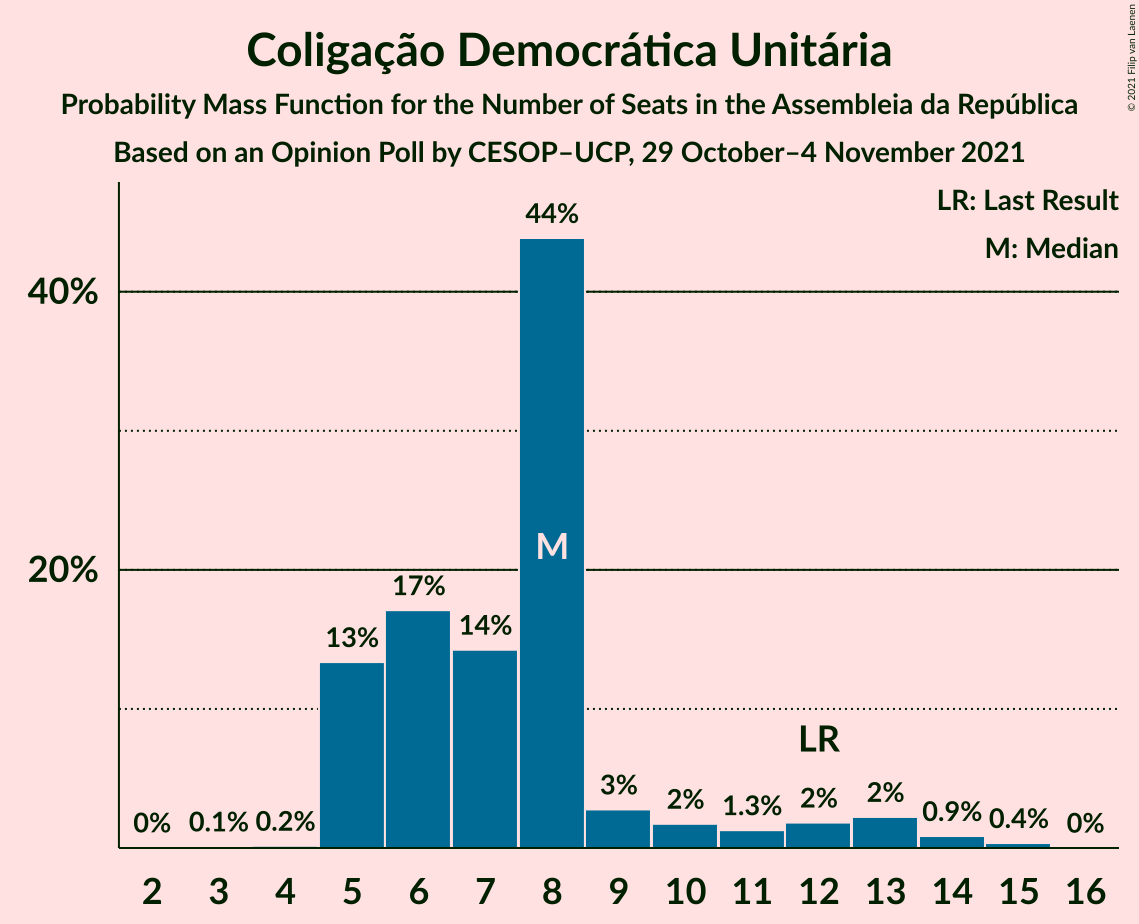 Coligação Democrática Unitária
Probability Mass Function for the Number of Seats in the Assembleia da República
Based on an Opinion Poll by CESOP–UCP, 29 October–4 November 2021
© 2021 Filip van Laenen
LR: Last Result
M: Median
44%
40%
M
20%
17%
14%
13%
LR
3%
2%
1.3%
2%
2%
0.9%
0.4%
0%
0%
0.1%
0.2%
2 3 4 5 6 7 8 9 10 11 12 13 14 15 16